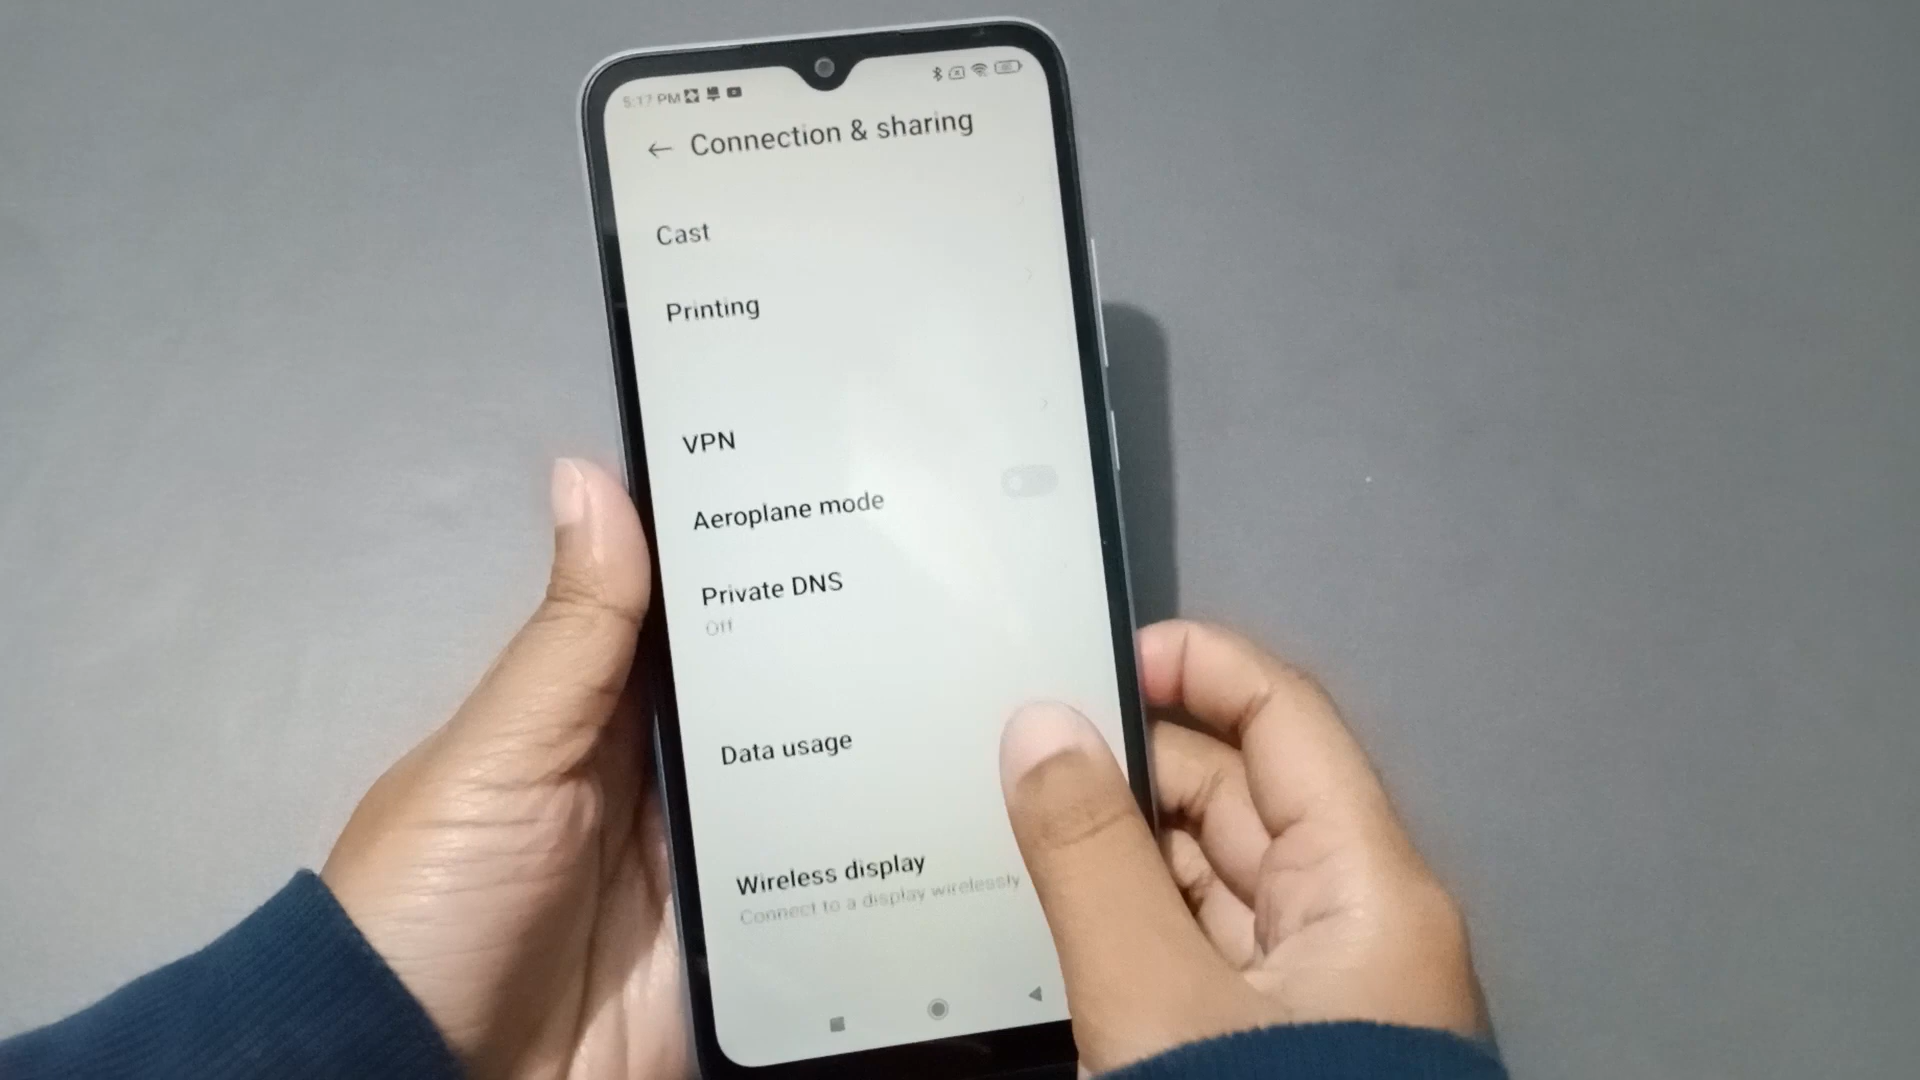 5:17 PM
Connection & sharing
Cast
Printing
VPN
Aeroplane mode
Private DNS
Off
Data usage
Wireless display
Connect to a display wirelessly